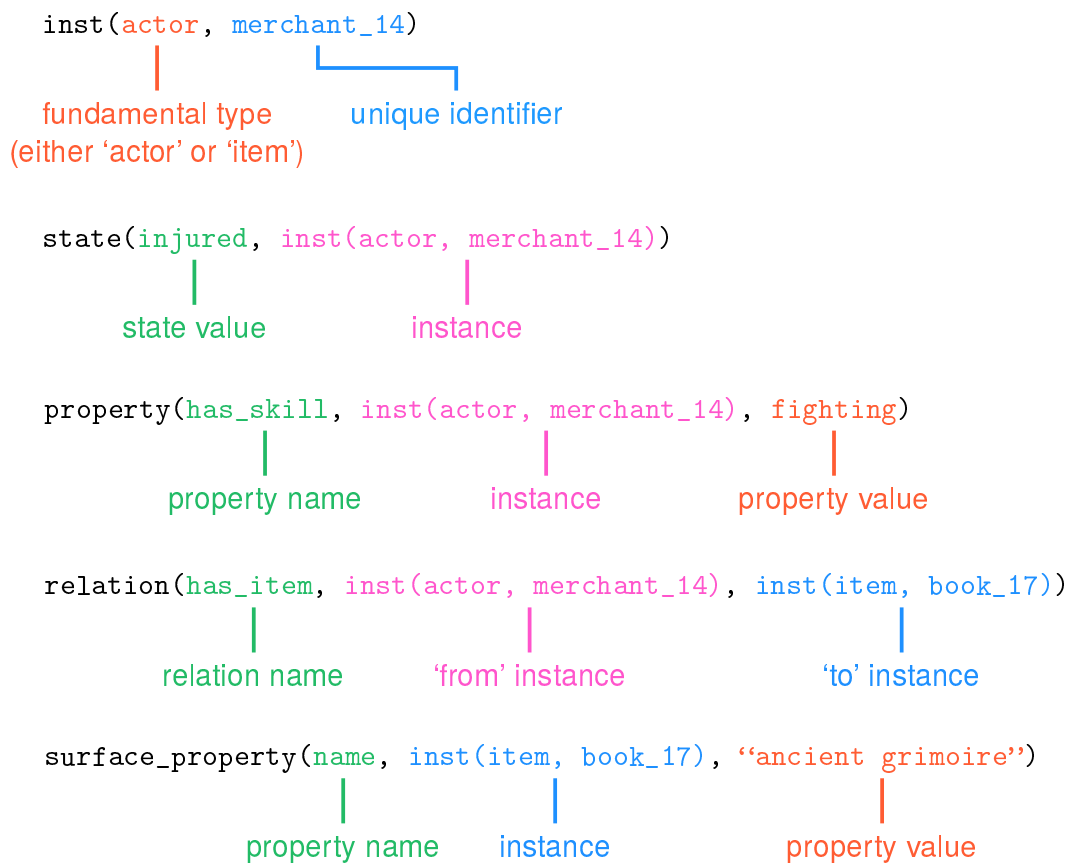 inst(actor, merchant_14)
fundamental type unique identifier
(either ‘actor’ or ‘item’)
state(injured, inst(actor, merchant_14))
state value instance
property(has_skill, inst(actor, merchant_14), fighting)
property name instance property value
relation(has_item, inst(actor, merchant_14), inst(item, book_17))
relation name ‘from’ instance ‘to’ instance
surface_property(name, inst(item, book_17), “ancient grimoire”)
property name instance property value